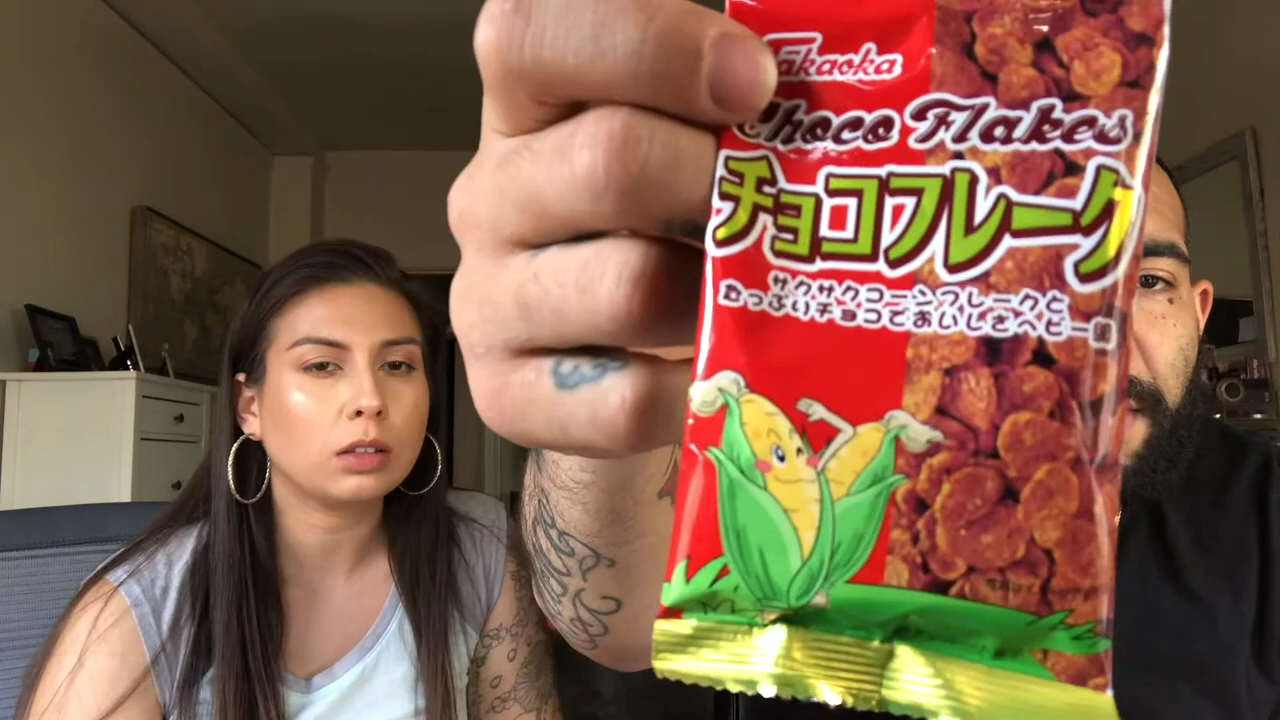 Takaoka
Choco Flakes
チョコフレーク
サクサクコーンフレークと
たっぷりチョコでおいしさヘビー級